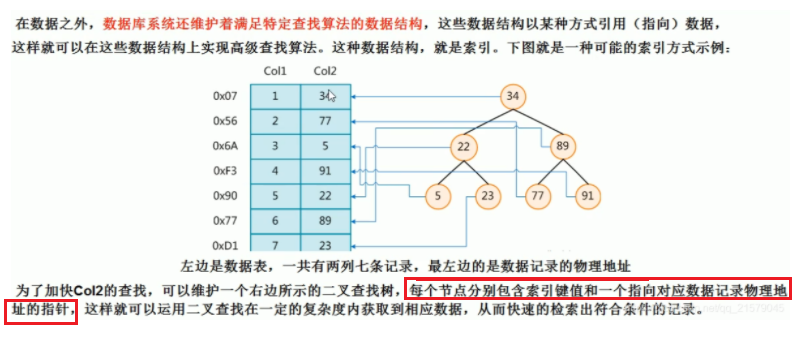 在数据之外，数据库系统还维护着满足特定查找算法的数据结构，这些数据结构以某种方式引用（指向）数据，
这样就可以在这些数据结构上实现高级查找算法。这种数据结构，就是索引。下图就是一种可能的索引方式示例：
Col1 Col2
0x07 1 34 34
0x56 2 77
0x6A 3 5 22 89
0xF3 4 91
0x90 5 22 5 23 77 91
0x77 6 89
0xD1 7 23
左边是数据表，一共有两列七条记录，最左边的是数据记录的物理地址
为了加快Col2的查找，可以维护一个右边所示的二叉查找树，每个节点分别包含索引键值和一个指向对应数据记录物理地
址的指针，这样就可以运用二叉查找在一定的复杂度内获取到相应数据，从而快速的检索出符合条件的记录。